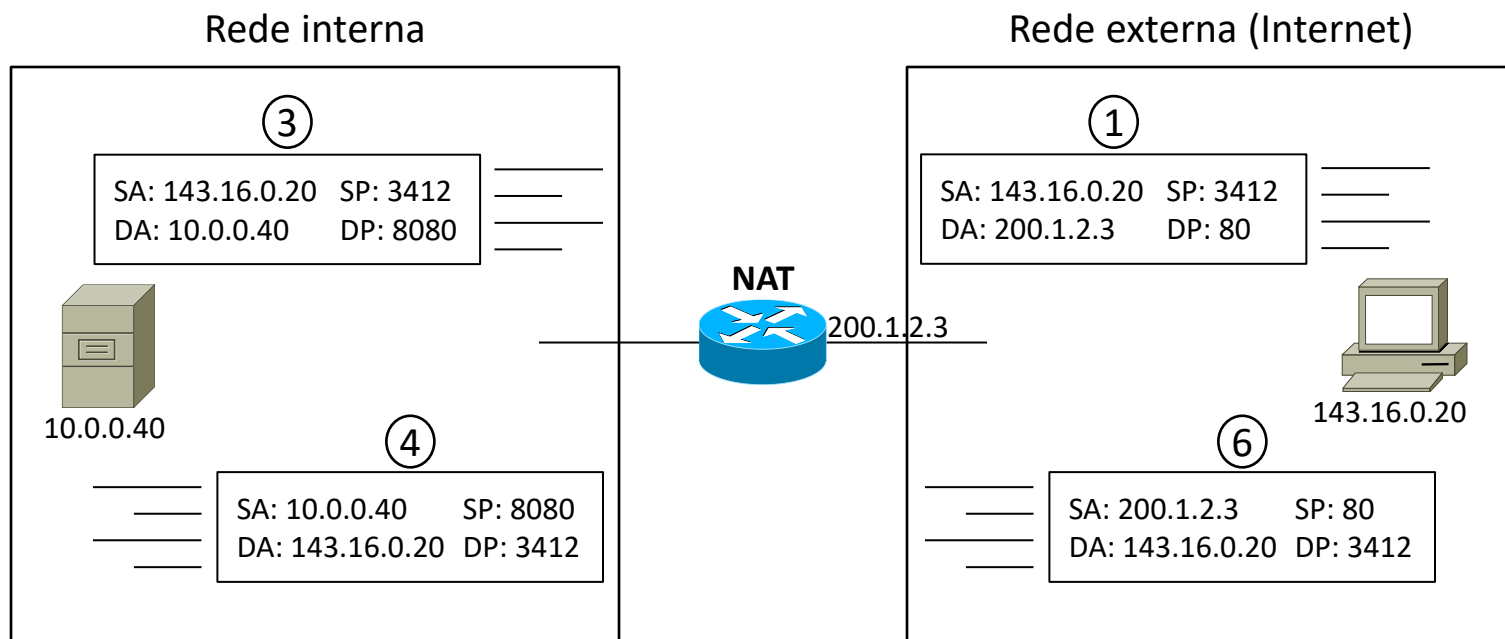 Rede interna
Rede externa (Internet)
3
SA: 143.16.0.20 SP: 3412
DA: 10.0.0.40 DP: 8080
1
SA: 143.16.0.20 SP: 3412
DA: 200.1.2.3 DP: 80
NAT
200.1.2.3
10.0.0.40
143.16.0.20
4
SA: 10.0.0.40 SP: 8080
DA: 143.16.0.20 DP: 3412
6
SA: 200.1.2.3 SP: 80
DA: 143.16.0.20 DP: 3412